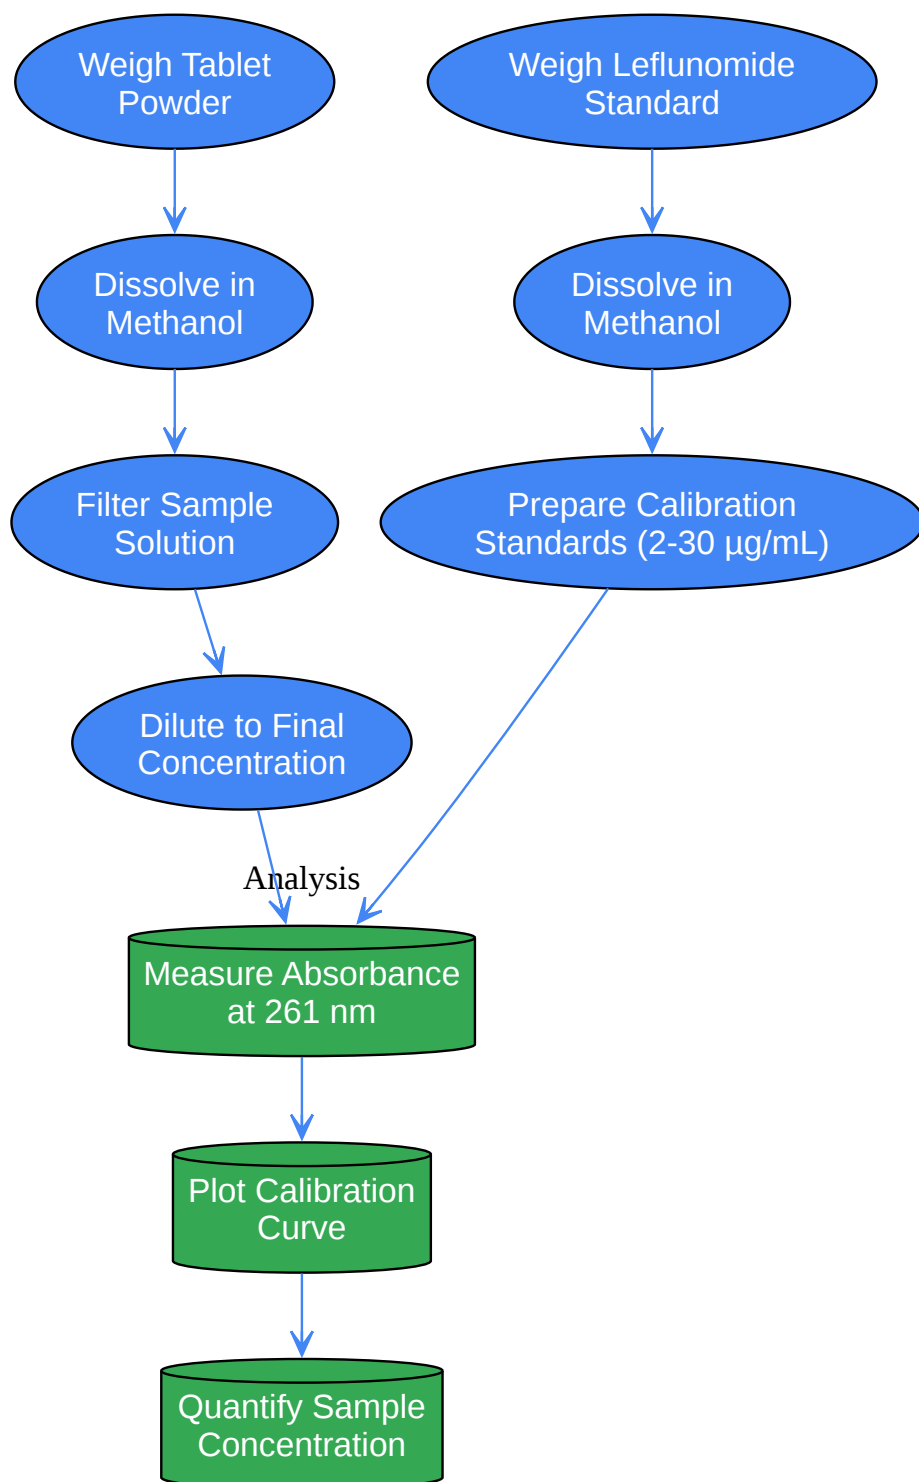 Weigh Tablet
Powder
Weigh Leflunomide
Standard
Dissolve in
Methanol
Dissolve in
Methanol
Filter Sample
Solution
Prepare Calibration
Standards (2-30 µg/mL)
Dilute to Final
Concentration
Analysis
Measure Absorbance
at 261 nm
Plot Calibration
Curve
Quantify Sample
Concentration